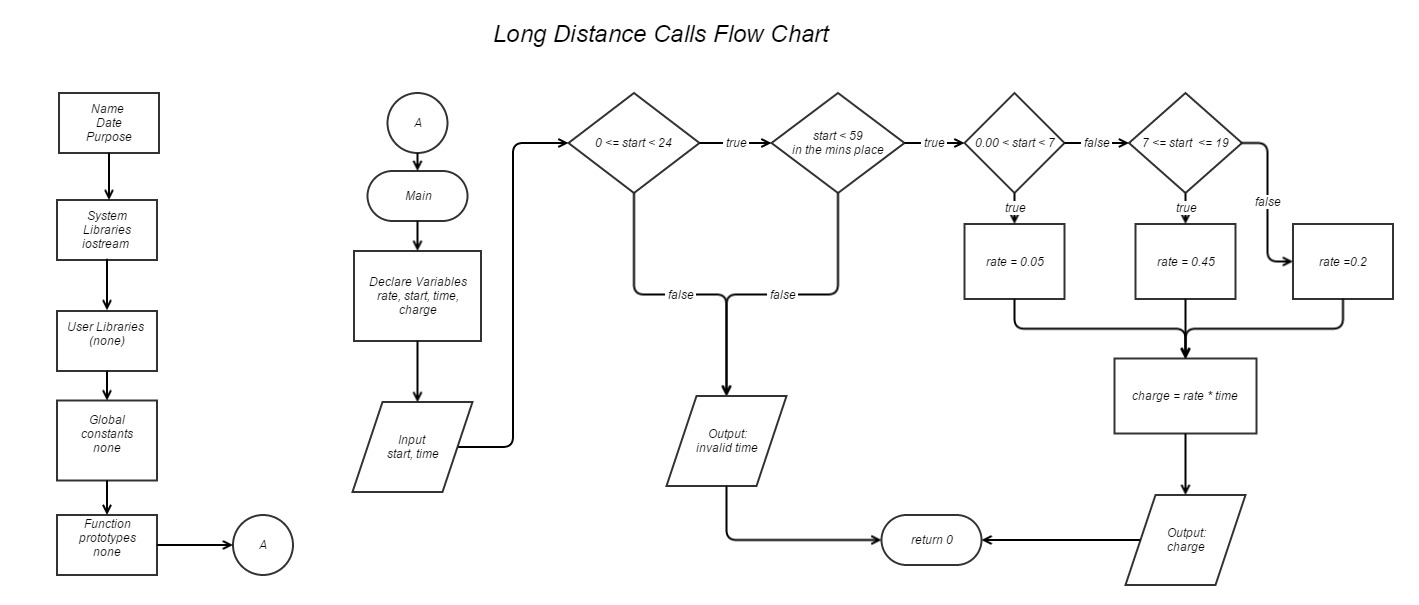 Long Distance Calls Flow Chart
Name
Date
Purpose
System
Libraries
iostream
User Libraries
(none)
Global
constants
none
Function
prototypes
none
A
A
Main
Declare Variables
rate, start, time,
charge
Input
start, time
0 <= start < 24
true
false
start < 59
in the mins place
true
false
Output:
invalid time
0.00 < start < 7
false
true
rate = 0.05
7 <= start <= 19
true
false
rate = 0.45
rate =0.2
charge = rate * time
Output:
charge
return 0